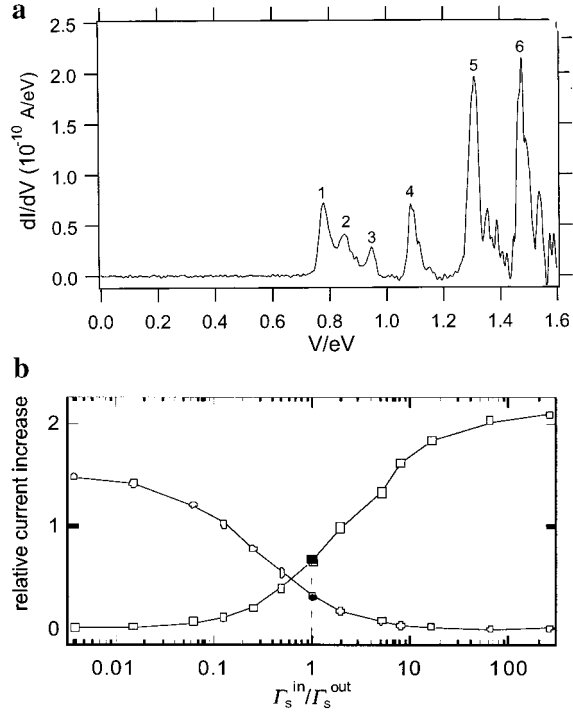 a
dI/dV (10⁻¹⁰ A/eV)
2.5
2.0
1.5
1.0
0.5
0.0
1
2
3
4
5
6
0.0 0.2 0.4 0.6 0.8 1.0 1.2 1.4 1.6
V/eV
b
relative current increase
2
1
0
0.01 0.1 1 10 100
Γₛⁱⁿ/Γₛᵒᵘᵗ